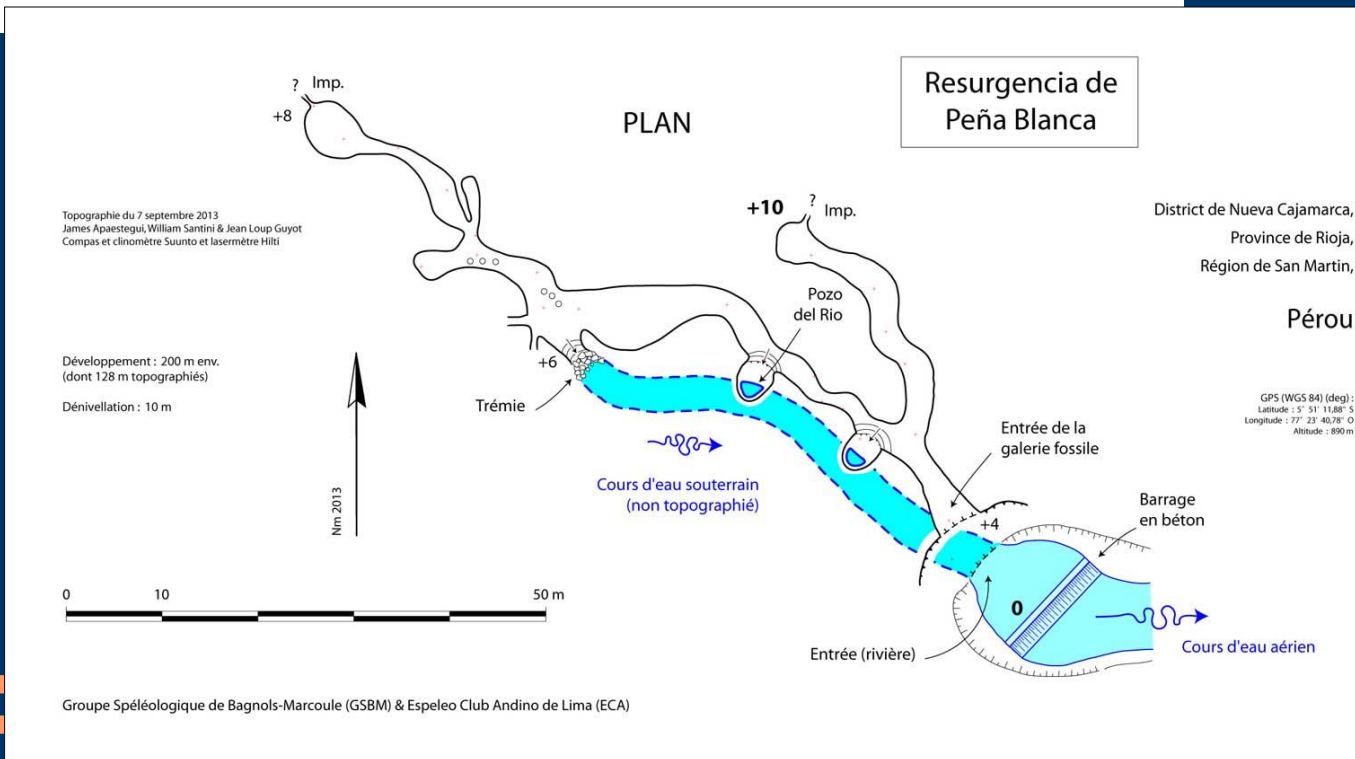 Resurgencia de
Peña Blanca
PLAN
? Imp.
+8
Topographie du 7 septembre 2013
James Apaestegui, William Santini & Jean Loup Guyot
Compas et clinomètre Suunto et lasermètre Hilti
+10
? Imp.
District de Nueva Cajamarca,
Province de Rioja,
Région de San Martin,
Pérou
Pozo
del Rio
Développement : 200 m env.
(dont 128 m topographiés)
Dénivellation : 10 m
+6
Trémie
GPS (WGS 84) (deg) :
Latitude : 5° 51' 11,88" S
Longitude : 77° 23' 40,78" O
Altitude : 890 m
Entrée de la
galerie fossile
Cours d'eau souterrain
(non topographié)
Nm 2013
+4
Barrage
en béton
0
10
50 m
0
Entrée (rivière)
Cours d'eau aérien
Groupe Spéléologique de Bagnols-Marcoule (GSBM) & Espeleo Club Andino de Lima (ECA)